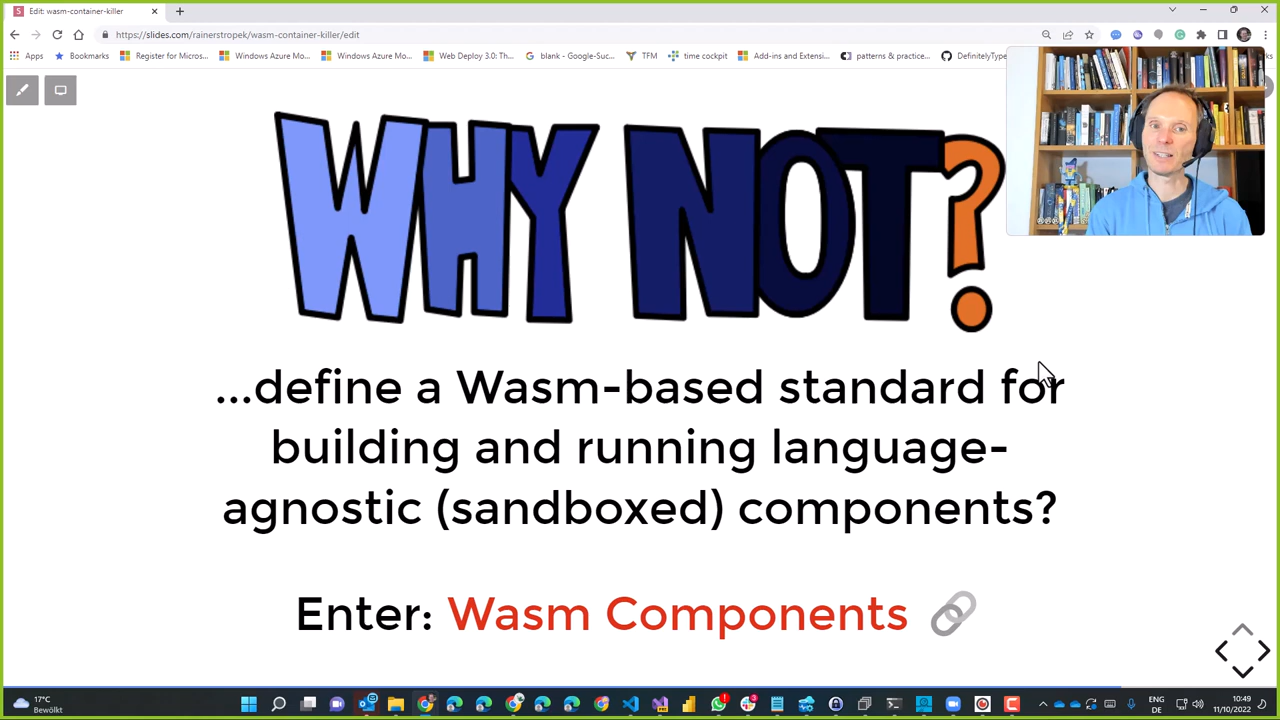 Edit: wasm-container-killer
https://slides.com/rainerstropek/wasm-container-killer/edit
Apps
Bookmarks
Register for Micros...
Windows Azure Mo...
Windows Azure Mo...
Web Deploy 3.0: Th...
blank - Google-Suc...
TFM
time cockpit
Add-ins and Extensi...
patterns & practice...
DefinitelyType
WHY NOT?
...define a Wasm-based standard for
building and running language-
agnostic (sandboxed) components?
Enter: Wasm Components
17°C
Bewölkt
ENG
DE
10:49
11/10/2022